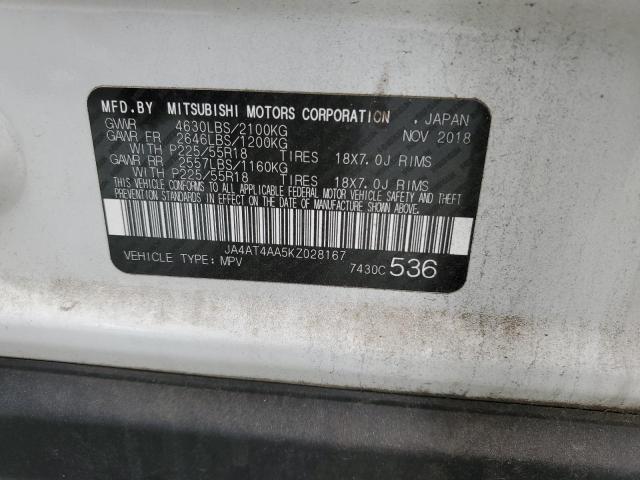 MFD.BY MITSUBISHI MOTORS CORPORATION , JAPAN
GVWR 4630LBS/2100KG NOV 2018
GAWR FR 2646LBS/1200KG
WITH P225/55R18 TIRES 18X7.0J RIMS
GAWR RR 2557LBS/1160KG
WITH P225/55R18 TIRES 18X7.0J RIMS
THIS VEHICLE CONFORMS TO ALL APPLICABLE FEDERAL MOTOR VEHICLE SAFETY AND THEFT
PREVENTION STANDARDS IN EFFECT ON THE DATE OF MANUFACTURE SHOWN ABOVE.
JA4AT4AA5KZ028167
VEHICLE TYPE: MPV 7430C 536